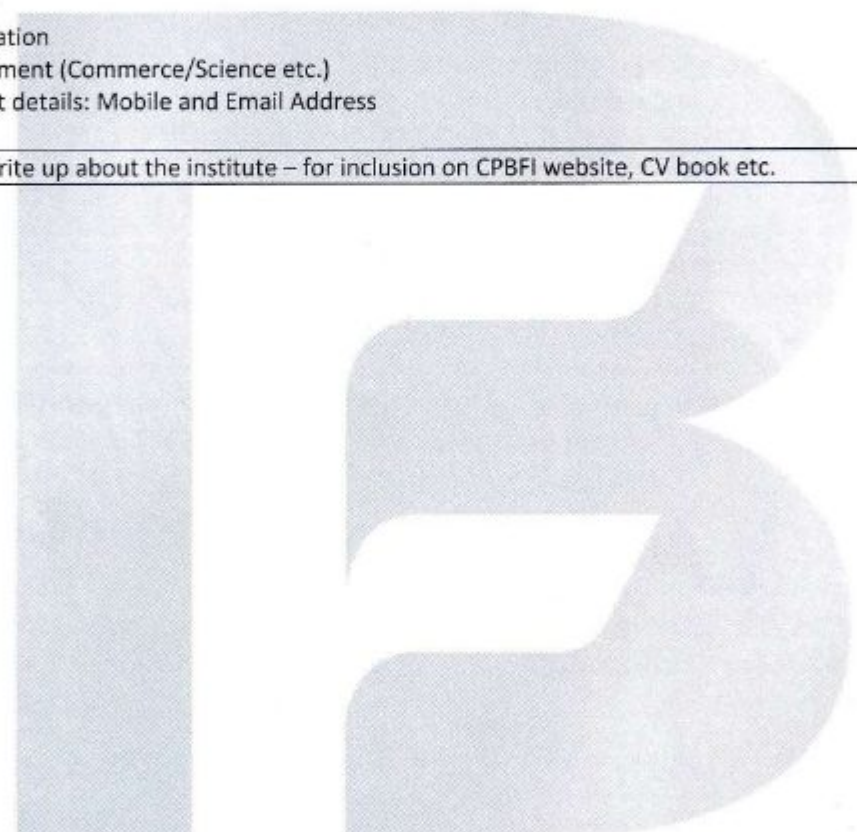 ation
ment (Commerce/Science etc.)
t details: Mobile and Email Address
rite up about the institute – for inclusion on CPBFI website, CV book etc.